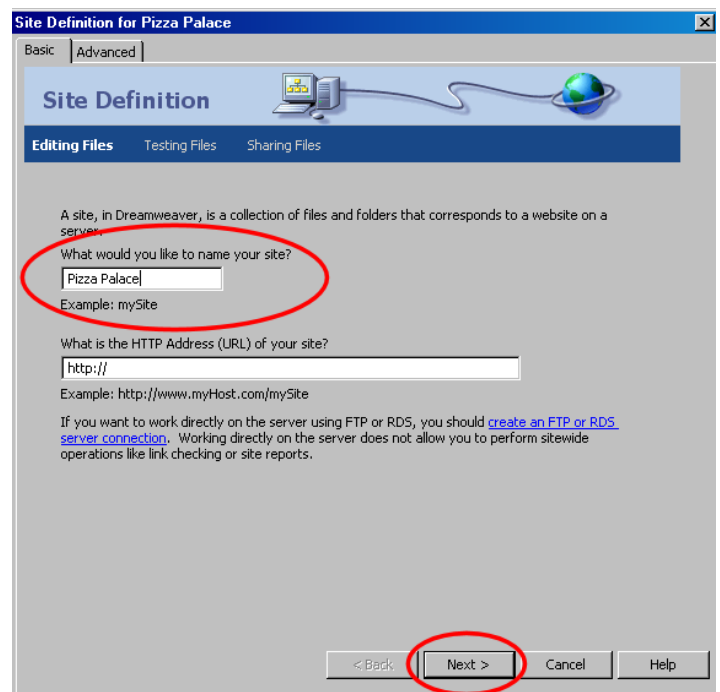 Site Definition for Pizza Palace
Basic Advanced
Site Definition
Editing Files Testing Files Sharing Files
A site, in Dreamweaver, is a collection of files and folders that corresponds to a website on a
server.
What would you like to name your site?
Pizza Palace
Example: mySite
What is the HTTP Address (URL) of your site?
http://
Example: http://www.myHost.com/mySite
If you want to work directly on the server using FTP or RDS, you should create an FTP or RDS
server connection. Working directly on the server does not allow you to perform sitewide
operations like link checking or site reports.
< Back Next > Cancel Help